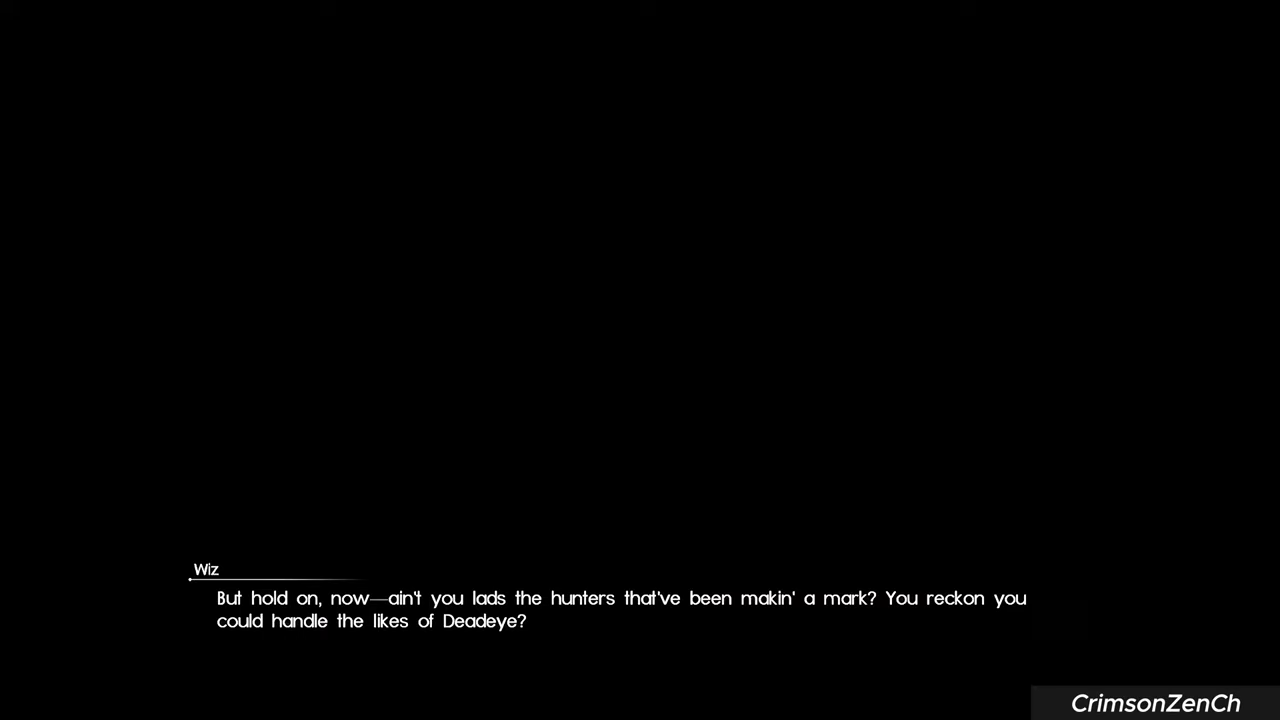 Wiz
But hold on, now—ain't you lads the hunters that've been makin' a mark? You reckon you
could handle the likes of Deadeye?
CrimsonZenCh